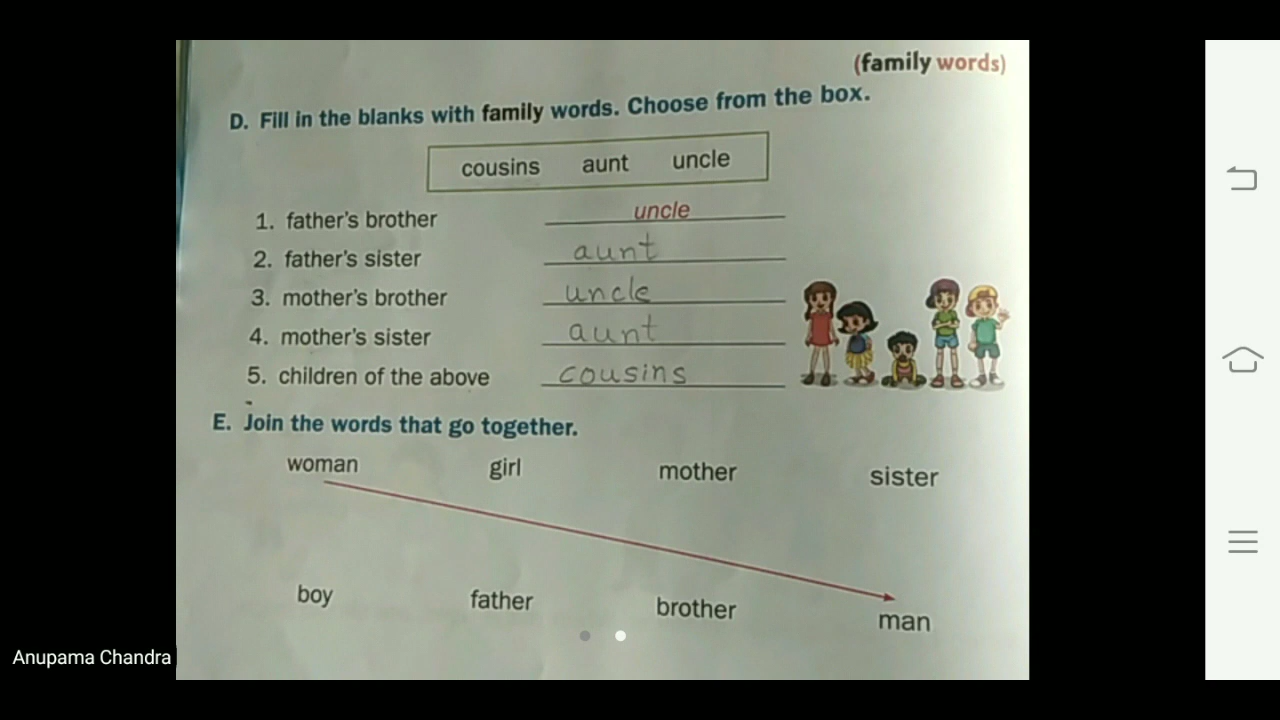 (family words)
D. Fill in the blanks with family words. Choose from the box.
cousins aunt uncle
1. father's brother uncle
2. father's sister aunt
3. mother's brother uncle
4. mother's sister aunt
5. children of the above cousins
E. Join the words that go together.
woman girl mother sister
boy father brother man
Anupama Chandra